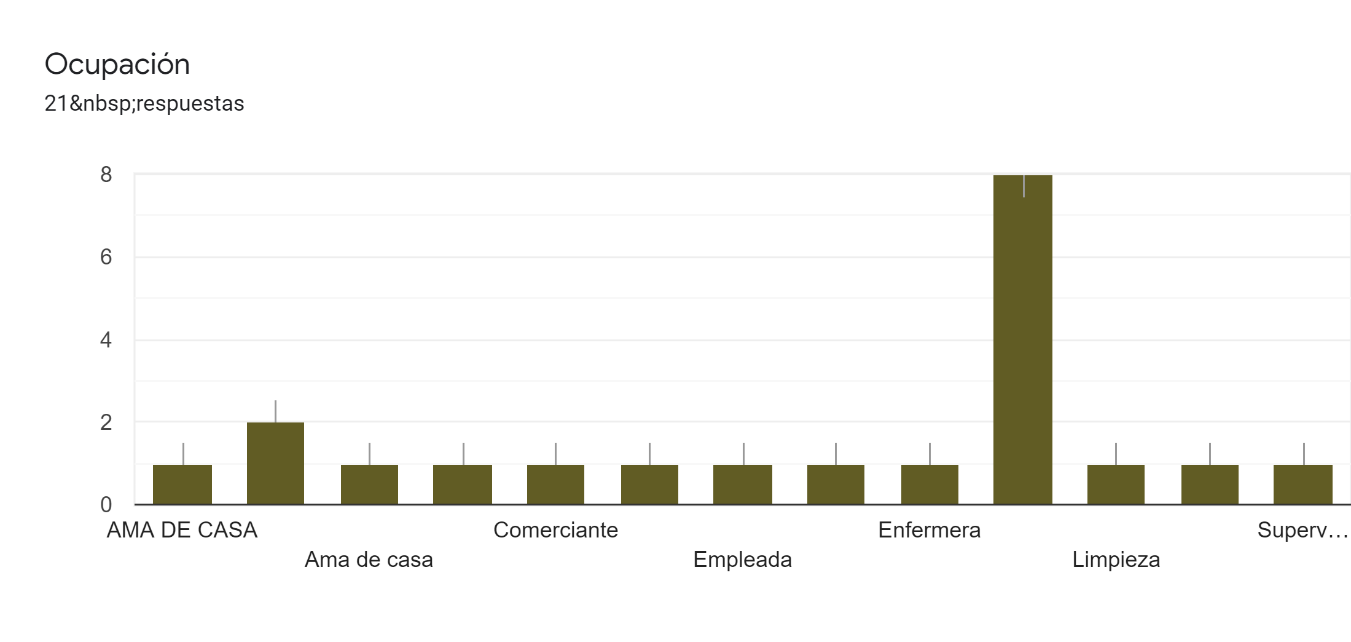 Ocupación
21&nbsp;respuestas
8
6
4
2
0
AMA DE CASA
Comerciante
Enfermera
Superv…
Ama de casa
Empleada
Limpieza